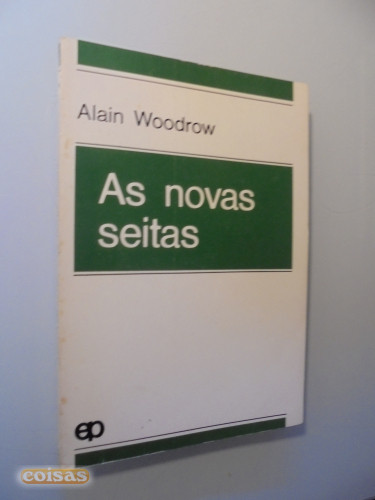 Alain Woodrow
As novas
seitas
ep
coisas